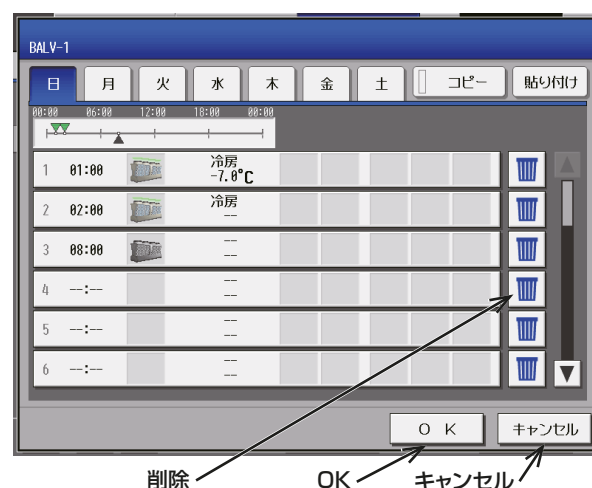 BALV-1
日 月 火 水 木 金 土 コピー 貼り付け
00:00 06:00 12:00 18:00 00:00
1 01:00 冷房
-7.0°C
2 02:00 冷房
--
3 08:00 --
--
4 --:-- --
--
5 --:-- --
--
6 --:-- --
--
OK キャンセル
削除 OK キャンセル